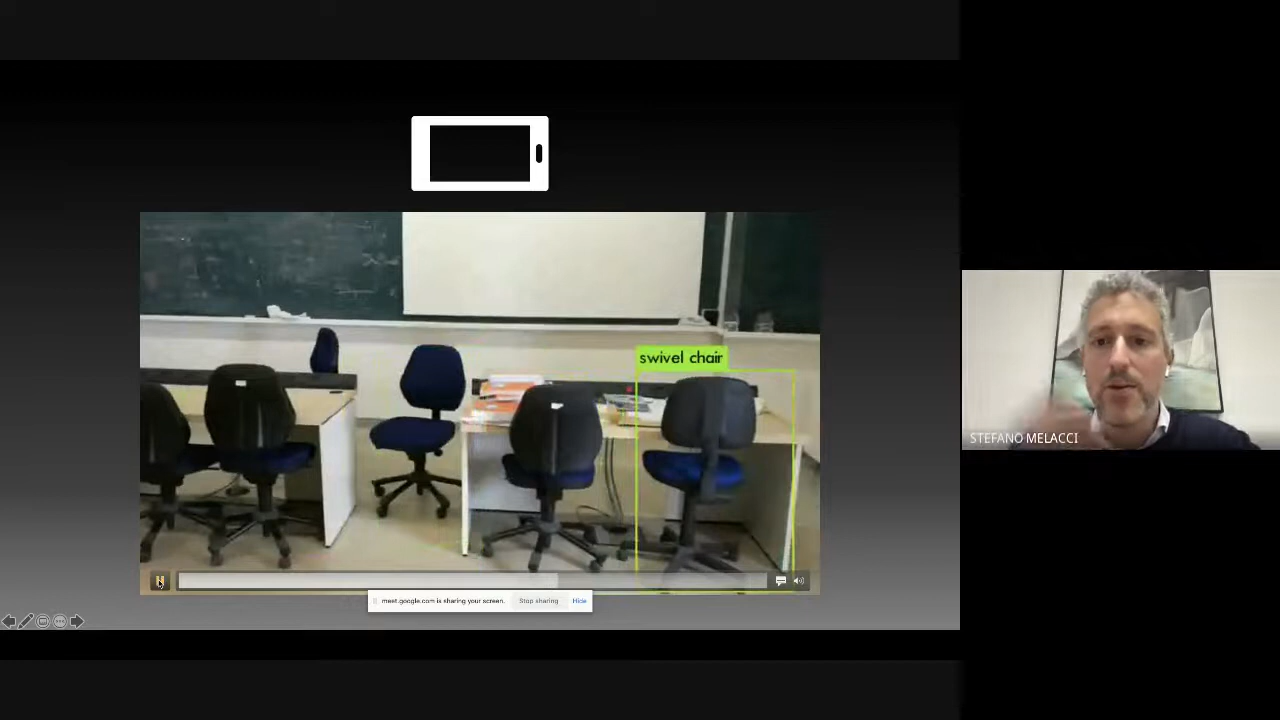 swivel chair
STEFANO MELACCI
meet.google.com is sharing your screen.
Stop sharing
Hide